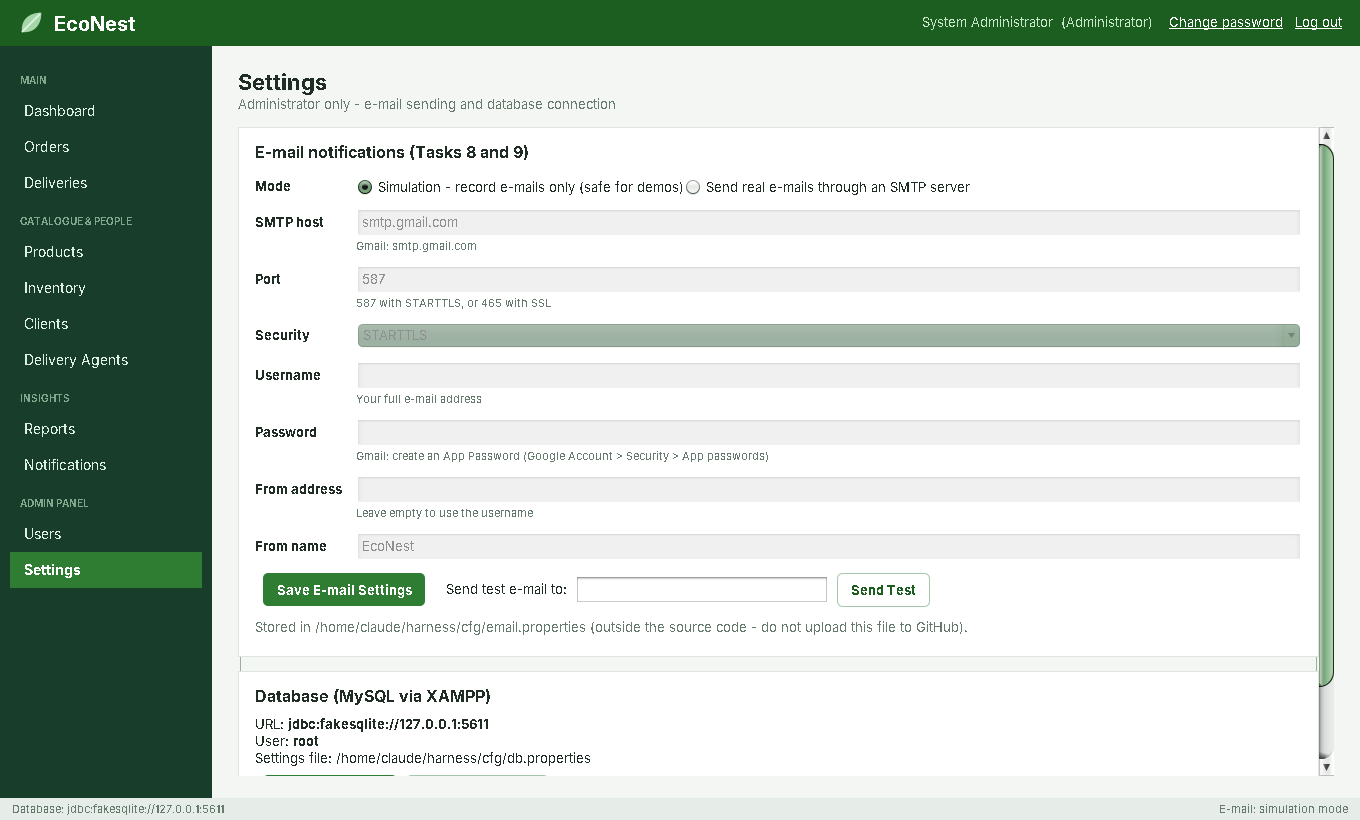 EcoNest
System Administrator (Administrator) Change password Log out
MAIN
Dashboard
Orders
Deliveries
CATALOGUE & PEOPLE
Products
Inventory
Clients
Delivery Agents
INSIGHTS
Reports
Notifications
ADMIN PANEL
Users
Settings
Settings
Administrator only - e-mail sending and database connection
E-mail notifications (Tasks 8 and 9)
Mode Simulation - record e-mails only (safe for demos) Send real e-mails through an SMTP server
SMTP host smtp.gmail.com
Gmail: smtp.gmail.com
Port 587
587 with STARTTLS, or 465 with SSL
Security STARTTLS
Username
Your full e-mail address
Password
Gmail: create an App Password (Google Account > Security > App passwords)
From address
Leave empty to use the username
From name EcoNest
Save E-mail Settings Send test e-mail to: Send Test
Stored in /home/claude/harness/cfg/email.properties (outside the source code - do not upload this file to GitHub).
Database (MySQL via XAMPP)
URL: jdbc:fakesqlite://127.0.0.1:5611
User: root
Settings file: /home/claude/harness/cfg/db.properties
Database: jdbc:fakesqlite://127.0.0.1:5611 E-mail: simulation mode